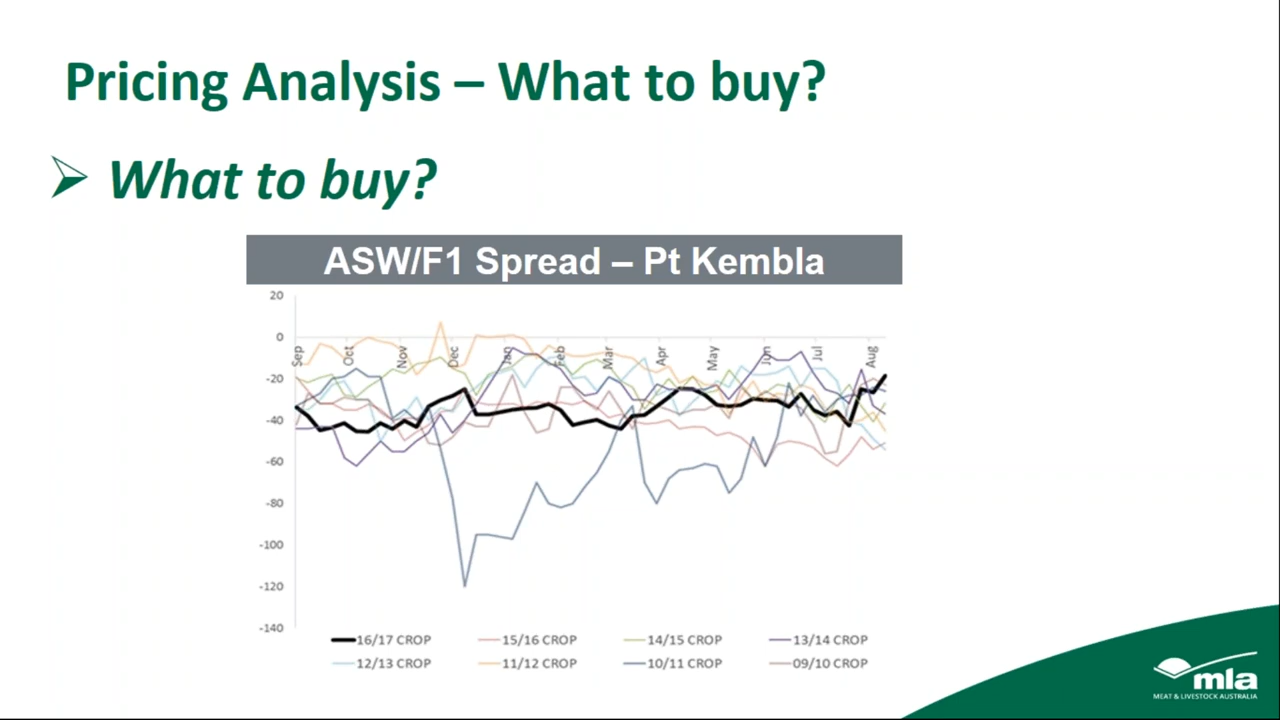 Pricing Analysis – What to buy?
What to buy?
ASW/F1 Spread – Pt Kembla
20
0
-20
-40
-60
-80
-100
-120
-140
Sep
Oct
Nov
Dec
Jan
Feb
Mar
Apr
May
Jun
Jul
Aug
16/17 CROP 15/16 CROP 14/15 CROP 13/14 CROP
12/13 CROP 11/12 CROP 10/11 CROP 09/10 CROP
mla
MEAT & LIVESTOCK AUSTRALIA